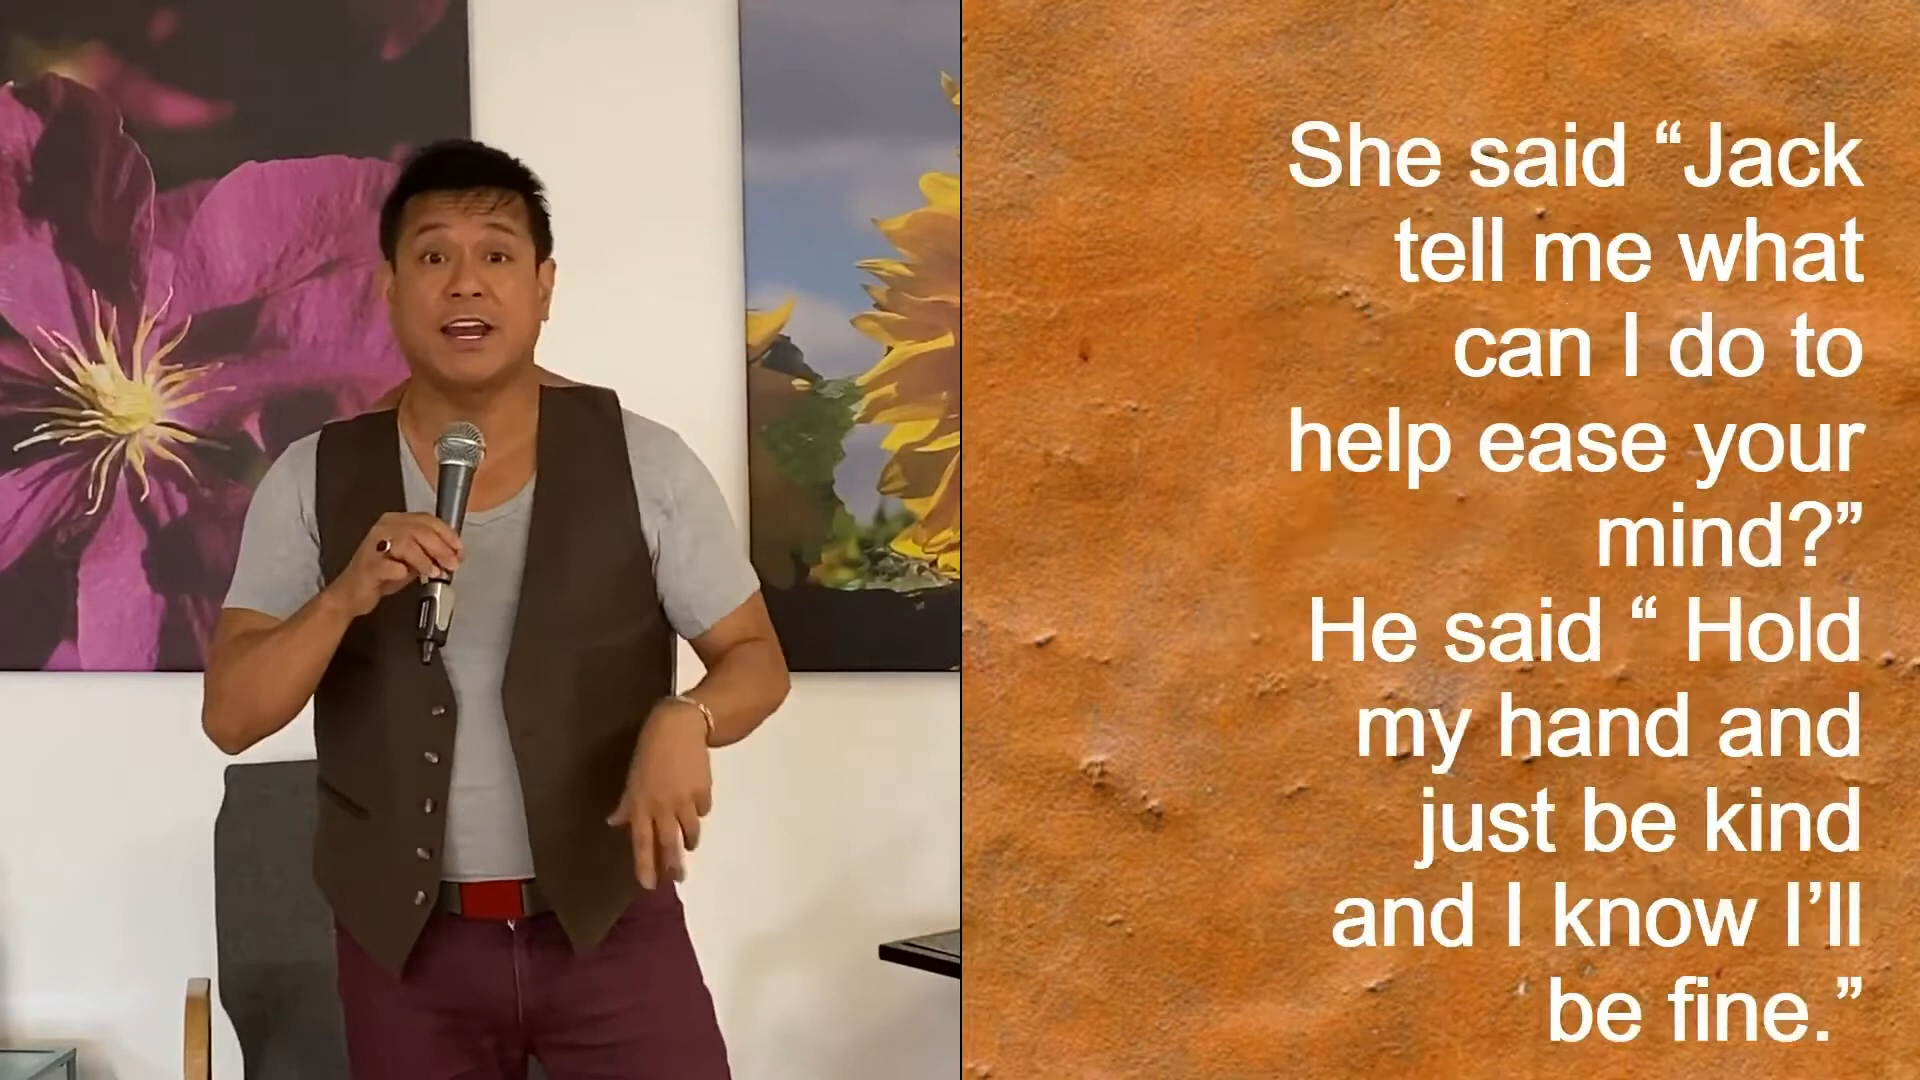 She said “Jack
tell me what
can I do to
help ease your
mind?”
He said “ Hold
my hand and
just be kind
and I know I’ll
be fine.”